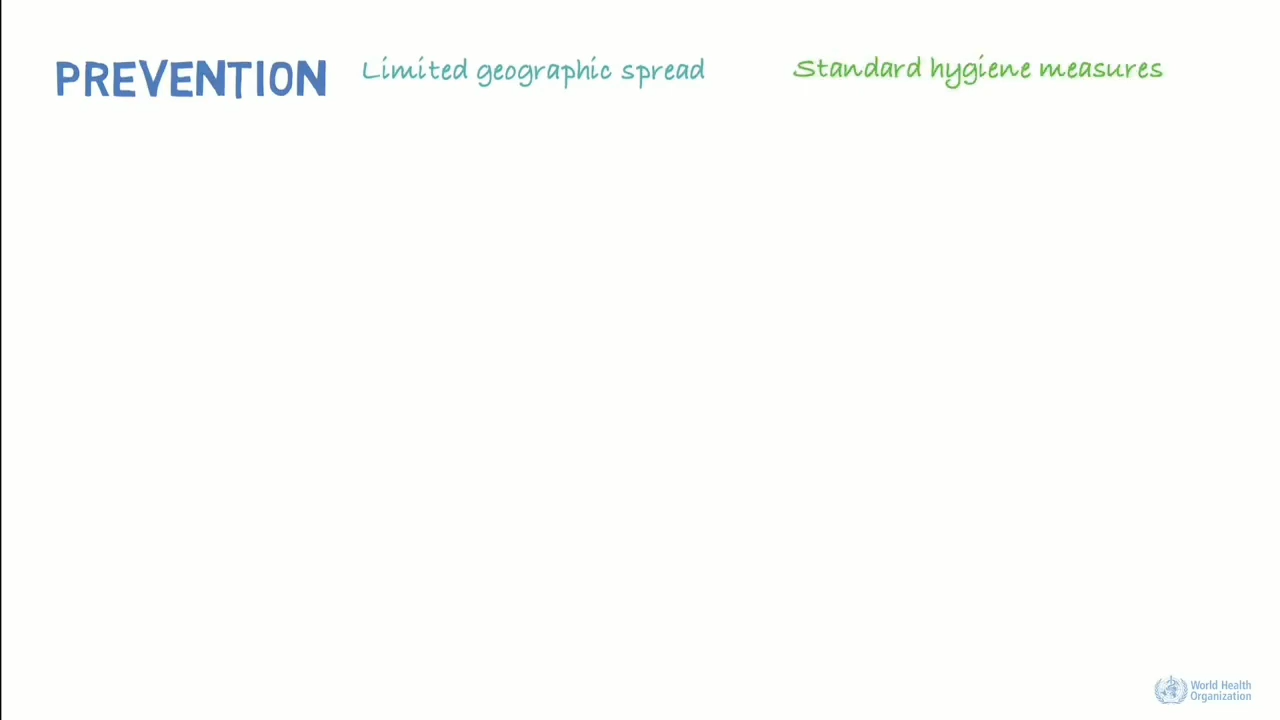 PREVENTION Limited geographic spread Standard hygiene measures
World Health
Organization